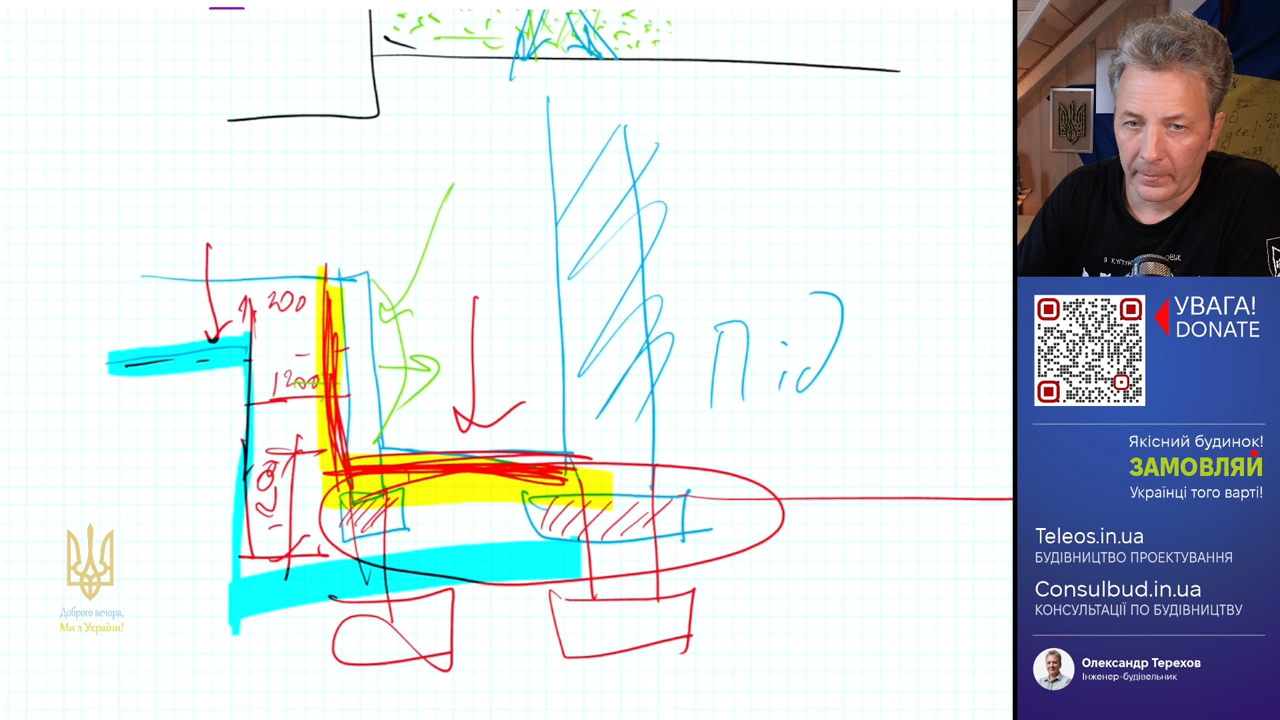 200
1200
Під
Доброго вечора,
Ми з України!
УВАГА!
DONATE
Якісний будинок!
ЗАМОВЛЯЙ
Українці того варті!
Teleos.in.ua
БУДІВНИЦТВО ПРОЕКТУВАННЯ
Consulbud.in.ua
КОНСУЛЬТАЦІЇ ПО БУДІВНИЦТВУ
Олександр Терехов
Інженер-будівельник